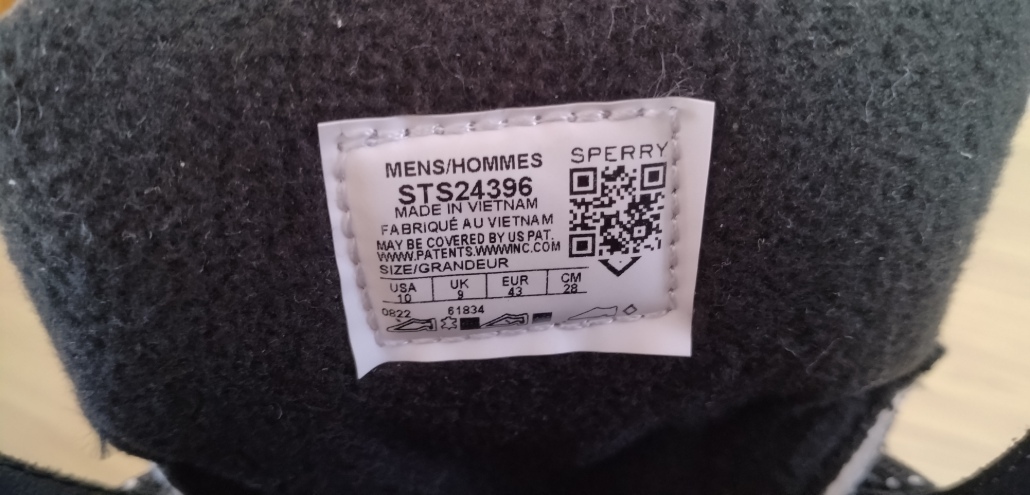 MENS/HOMMES
SPERRY
STS24396
MADE IN VIETNAM
FABRIQUÉ AU VIETNAM
MAY BE COVERED BY US PAT.
WWW.PATENTS.WWWINC.COM
SIZE/GRANDEUR
USA UK EUR CM
10 9 43 28
0822 61834